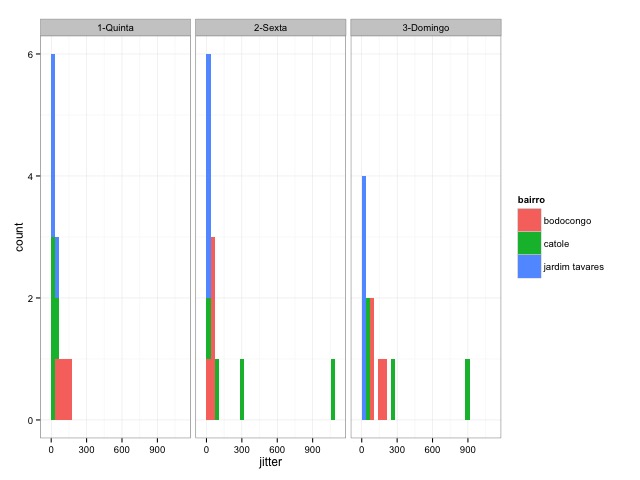 1-Quinta 2-Sexta 3-Domingo
6
4
2
0
count
0 300 600 900 0 300 600 900 0 300 600 900
jitter
bairro
bodocongo
catole
jardim tavares